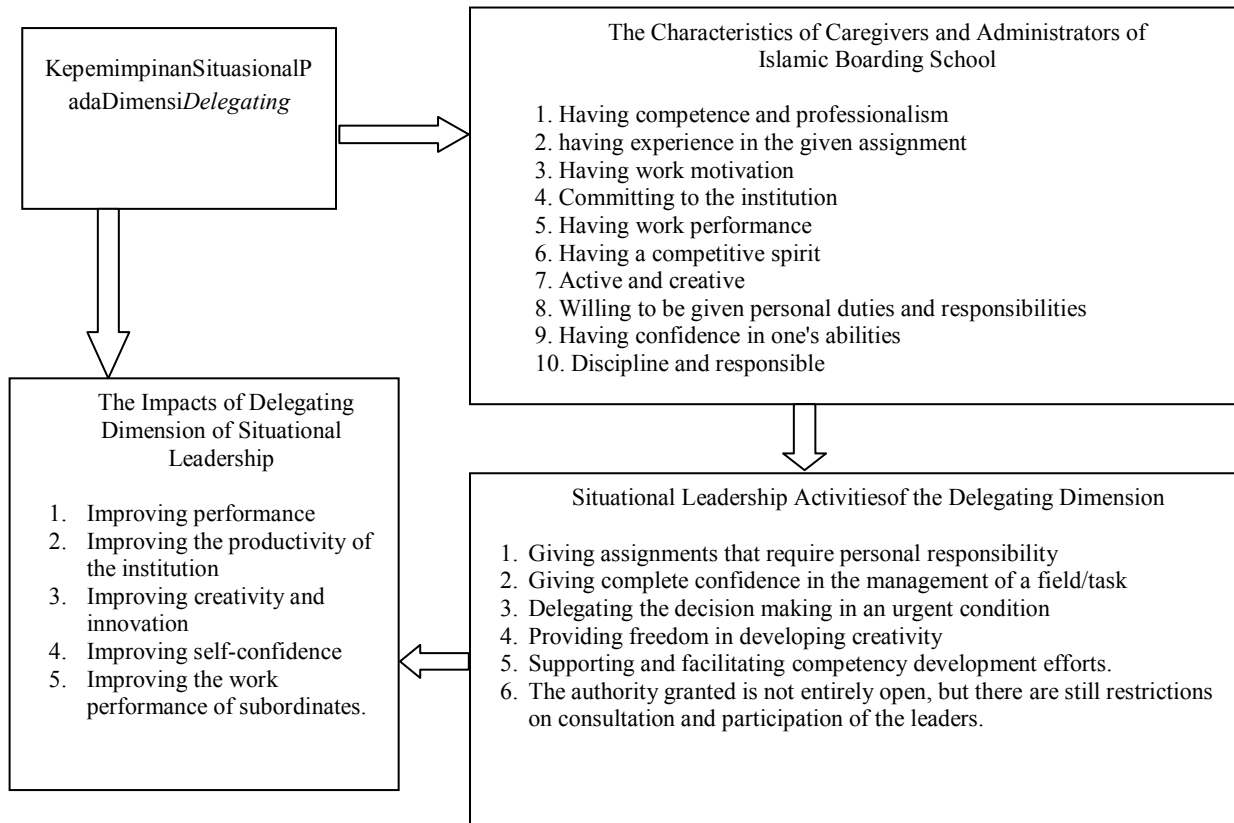 KepemimpinanSituasionalP
adaDimensiDelegating
The Characteristics of Caregivers and Administrators of
Islamic Boarding School
1. Having competence and professionalism
2. having experience in the given assignment
3. Having work motivation
4. Committing to the institution
5. Having work performance
6. Having a competitive spirit
7. Active and creative
8. Willing to be given personal duties and responsibilities
9. Having confidence in one's abilities
10. Discipline and responsible
The Impacts of Delegating
Dimension of Situational
Leadership
1. Improving performance
2. Improving the productivity of
the institution
3. Improving creativity and
innovation
4. Improving self-confidence
5. Improving the work
performance of subordinates.
Situational Leadership Activitiesof the Delegating Dimension
1. Giving assignments that require personal responsibility
2. Giving complete confidence in the management of a field/task
3. Delegating the decision making in an urgent condition
4. Providing freedom in developing creativity
5. Supporting and facilitating competency development efforts.
6. The authority granted is not entirely open, but there are still restrictions
on consultation and participation of the leaders.